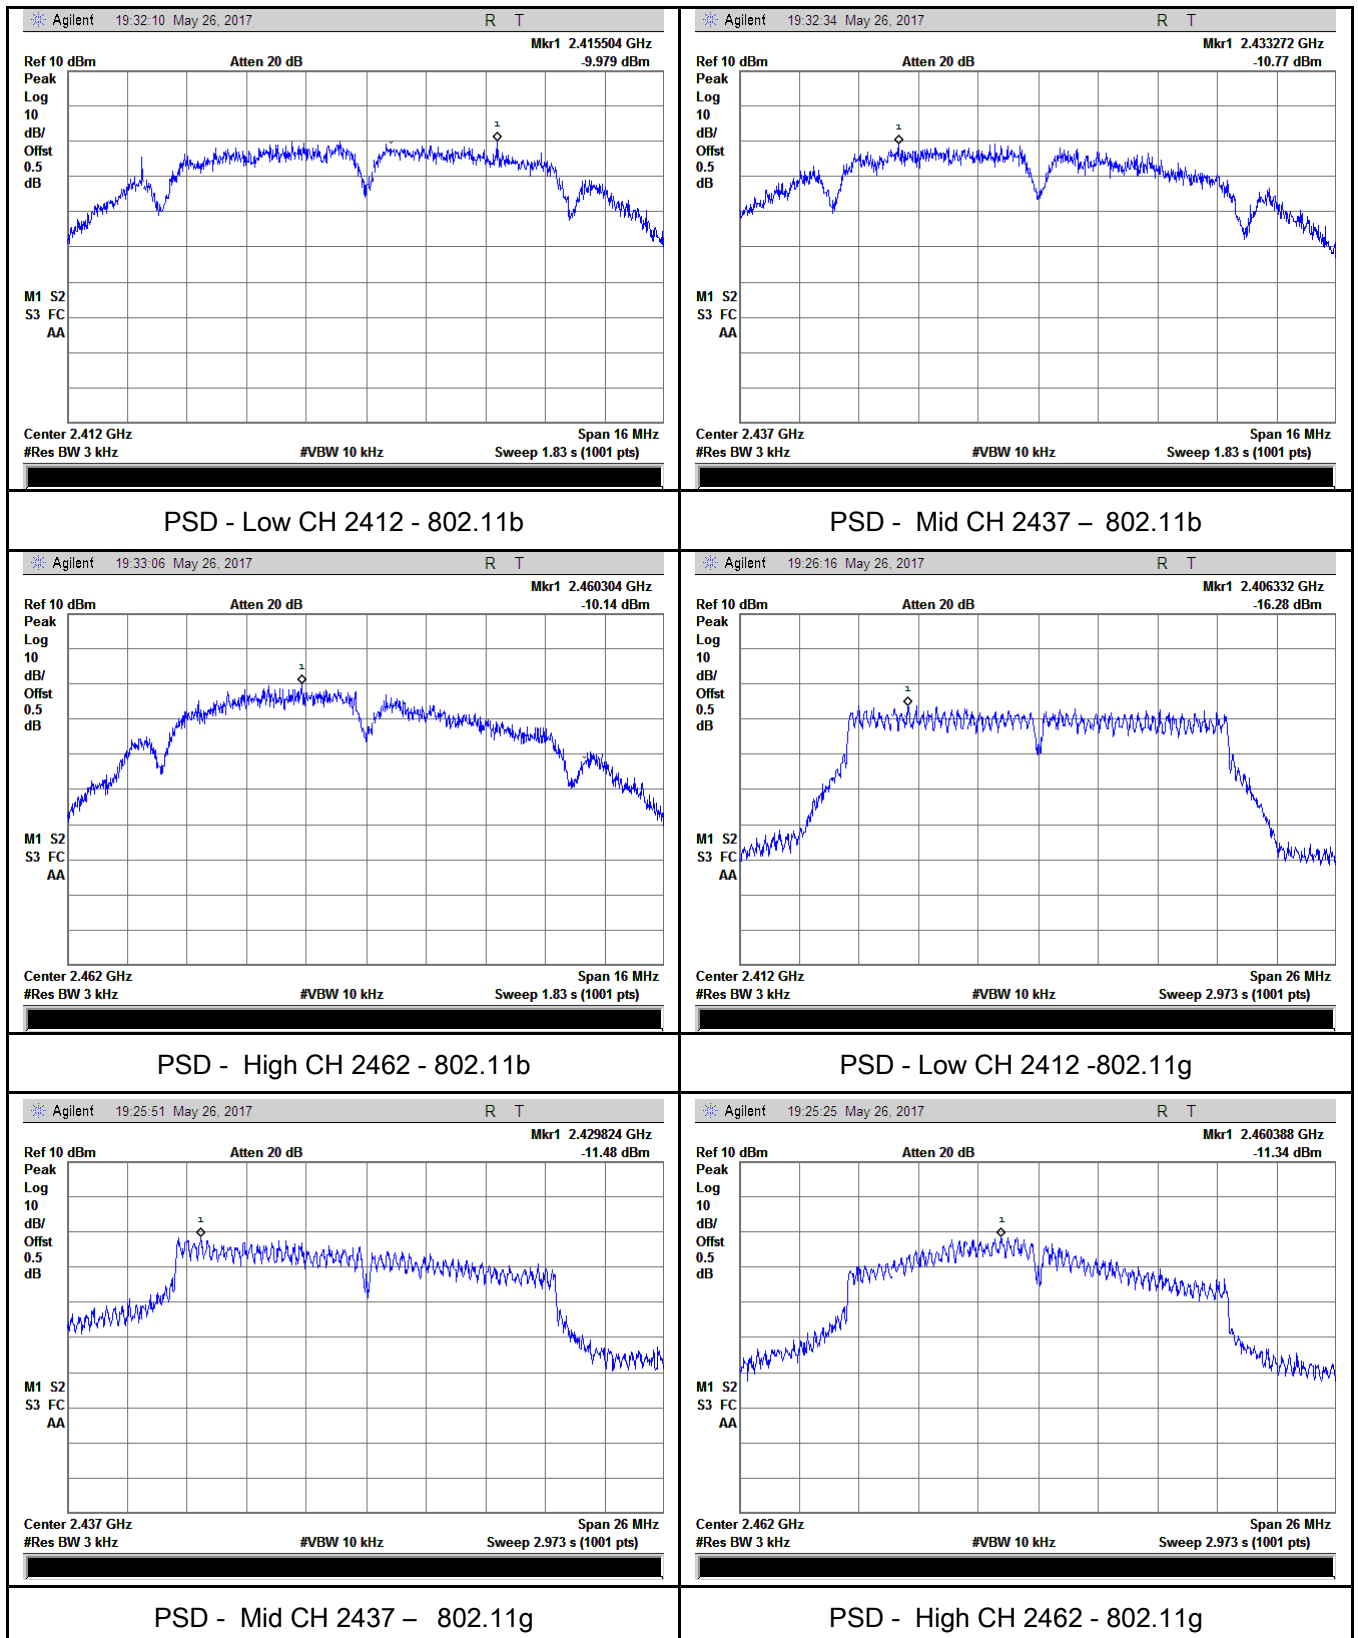 Agilent 19:32:10 May 26, 2017 R T
Mkr1 2.415504 GHz
Ref 10 dBm Atten 20 dB -9.979 dBm
Peak
Log
10
dB/
Offst
0.5
dB
1
M1 S2
S3 FC
AA
Center 2.412 GHz Span 16 MHz
#Res BW 3 kHz #VBW 10 kHz Sweep 1.83 s (1001 pts)
PSD - Low CH 2412 - 802.11b
Agilent 19:32:34 May 26, 2017 R T
Mkr1 2.433272 GHz
Ref 10 dBm Atten 20 dB -10.77 dBm
Peak
Log
10
dB/
Offst
0.5
dB
1
M1 S2
S3 FC
AA
Center 2.437 GHz Span 16 MHz
#Res BW 3 kHz #VBW 10 kHz Sweep 1.83 s (1001 pts)
PSD - Mid CH 2437 – 802.11b
Agilent 19:33:06 May 26, 2017 R T
Mkr1 2.460304 GHz
Ref 10 dBm Atten 20 dB -10.14 dBm
Peak
Log
10
dB/
Offst
0.5
dB
1
M1 S2
S3 FC
AA
Center 2.462 GHz Span 16 MHz
#Res BW 3 kHz #VBW 10 kHz Sweep 1.83 s (1001 pts)
PSD - High CH 2462 - 802.11b
Agilent 19:26:16 May 26, 2017 R T
Mkr1 2.406332 GHz
Ref 10 dBm Atten 20 dB -16.28 dBm
Peak
Log
10
dB/
Offst
0.5
dB
1
M1 S2
S3 FC
AA
Center 2.412 GHz Span 26 MHz
#Res BW 3 kHz #VBW 10 kHz Sweep 2.973 s (1001 pts)
PSD - Low CH 2412 -802.11g
Agilent 19:25:51 May 26, 2017 R T
Mkr1 2.429824 GHz
Ref 10 dBm Atten 20 dB -11.48 dBm
Peak
Log
10
dB/
Offst
0.5
dB
1
M1 S2
S3 FC
AA
Center 2.437 GHz Span 26 MHz
#Res BW 3 kHz #VBW 10 kHz Sweep 2.973 s (1001 pts)
PSD - Mid CH 2437 – 802.11g
Agilent 19:25:25 May 26, 2017 R T
Mkr1 2.460388 GHz
Ref 10 dBm Atten 20 dB -11.34 dBm
Peak
Log
10
dB/
Offst
0.5
dB
1
M1 S2
S3 FC
AA
Center 2.462 GHz Span 26 MHz
#Res BW 3 kHz #VBW 10 kHz Sweep 2.973 s (1001 pts)
PSD - High CH 2462 - 802.11g